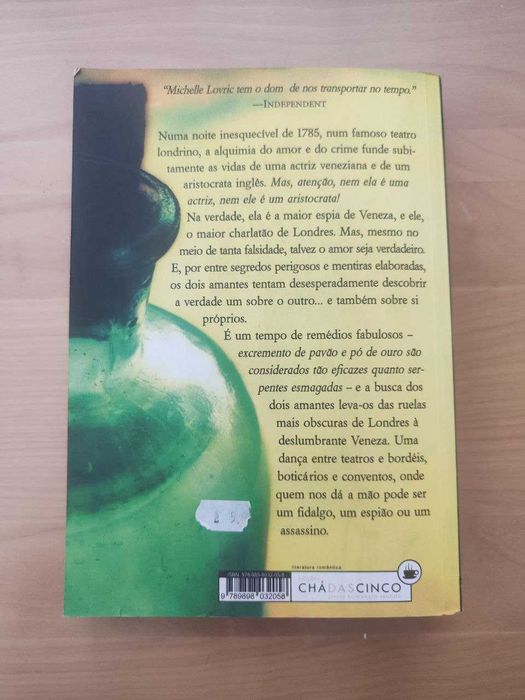 “Michelle Lovric tem o dom de nos transportar no tempo.”
—INDEPENDENT
Numa noite inesquecível de 1785, num famoso teatro
londrino, a alquimia do amor e do crime funde subi-
tamente as vidas de uma actriz veneziana e de um
aristocrata inglês. Mas, atenção, nem ela é uma
actriz, nem ele é um aristocrata!
Na verdade, ela é a maior espia de Veneza, e ele,
o maior charlatão de Londres. Mas, mesmo no
meio de tanta falsidade, talvez o amor seja verdadeiro.
E, por entre segredos perigosos e mentiras elaboradas,
os dois amantes tentam desesperadamente descobrir
a verdade um sobre o outro... e também sobre si
próprios.
É um tempo de remédios fabulosos –
excremento de pavão e pó de ouro são
considerados tão eficazes quanto ser-
pentes esmagadas – e a busca dos
dois amantes leva-os das ruelas
mais obscuras de Londres à
deslumbrante Veneza. Uma
dança entre teatros e bordéis,
boticários e conventos, onde
quem nos dá a mão pode ser
um fidalgo, um espião ou um
assassino.
literatura romântica
ISBN: 978-989-8032-05-8
9 789898 032058
CHÁDASCINCO